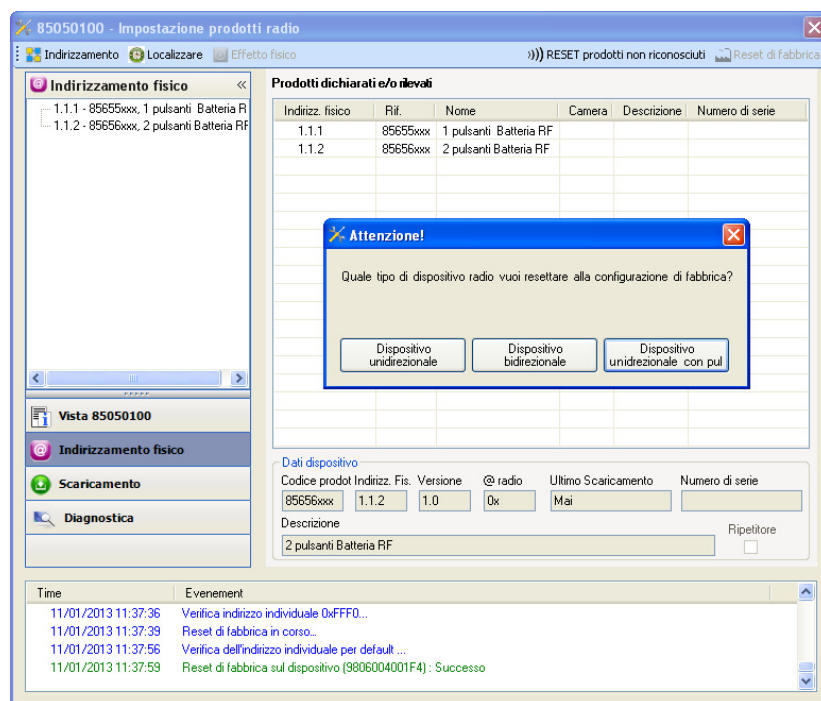 85050100 - Impostazione prodotti radio
Indirizzamento Localizzare Effetto fisico RESET prodotti non riconosciuti Reset di fabbrica
Indirizzamento fisico «
1.1.1 - 85655xxx, 1 pulsanti Batteria R
1.1.2 - 85656xxx, 2 pulsanti Batteria RF
Prodotti dichiarati e/o rilevati
Indirizz. fisico Rif. Nome Camera Descrizione Numero di serie
1.1.1 85655xxx 1 pulsanti Batteria RF
1.1.2 85656xxx 2 pulsanti Batteria RF
Attenzione!
Quale tipo di dispositivo radio vuoi resettare alla configurazione di fabbrica?
Dispositivo unidirezionale
Dispositivo bidirezionale
Dispositivo unidrezionale con pul
Vista 85050100
Indirizzamento fisico
Scaricamento
Diagnostica
Dati dispositivo
Codice prodot Indirizz. Fis. Versione @ radio Ultimo Scaricamento Numero di serie
85656xxx 1.1.2 1.0 0x Mai
Descrizione Ripetitore
2 pulsanti Batteria RF
Time Evenement
11/01/2013 11:37:36 Verifica indirizzo individuale 0xFFF0...
11/01/2013 11:37:39 Reset di fabbrica in corso...
11/01/2013 11:37:56 Verifica dell'indirizzo individuale per default ...
11/01/2013 11:37:59 Reset di fabbrica sul dispositivo (9806004001F4) : Successo